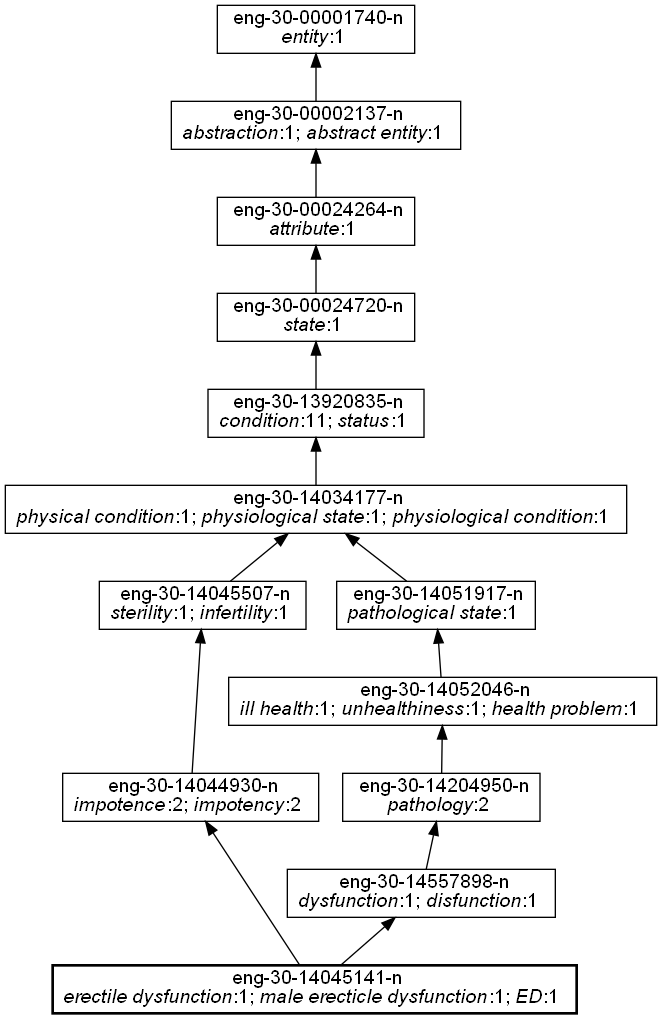 eng-30-00001740-n
entity:1
eng-30-00002137-n
abstraction:1; abstract entity:1
eng-30-00024264-n
attribute:1
eng-30-00024720-n
state:1
eng-30-13920835-n
condition:11; status:1
eng-30-14034177-n
physical condition:1; physiological state:1; physiological condition:1
eng-30-14045507-n
sterility:1; infertility:1
eng-30-14051917-n
pathological state:1
eng-30-14052046-n
ill health:1; unhealthiness:1; health problem:1
eng-30-14044930-n
impotence:2; impotency:2
eng-30-14204950-n
pathology:2
eng-30-14557898-n
dysfunction:1; disfunction:1
eng-30-14045141-n
erectile dysfunction:1; male erecticle dysfunction:1; ED:1